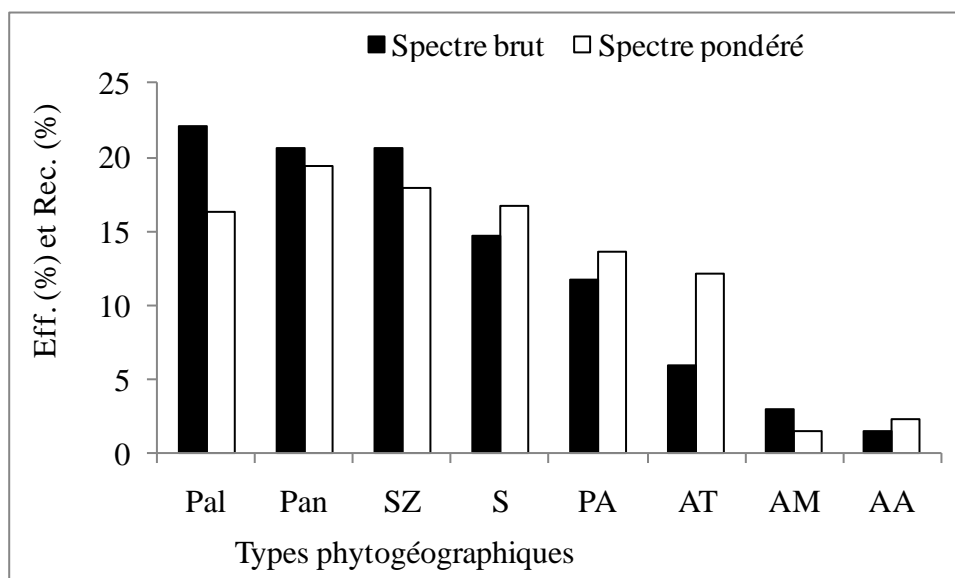 Spectre brut Spectre pondéré
Eff. (%) et Rec. (%)
25
20
15
10
5
0
Pal Pan SZ S PA AT AM AA
Types phytogéographiques